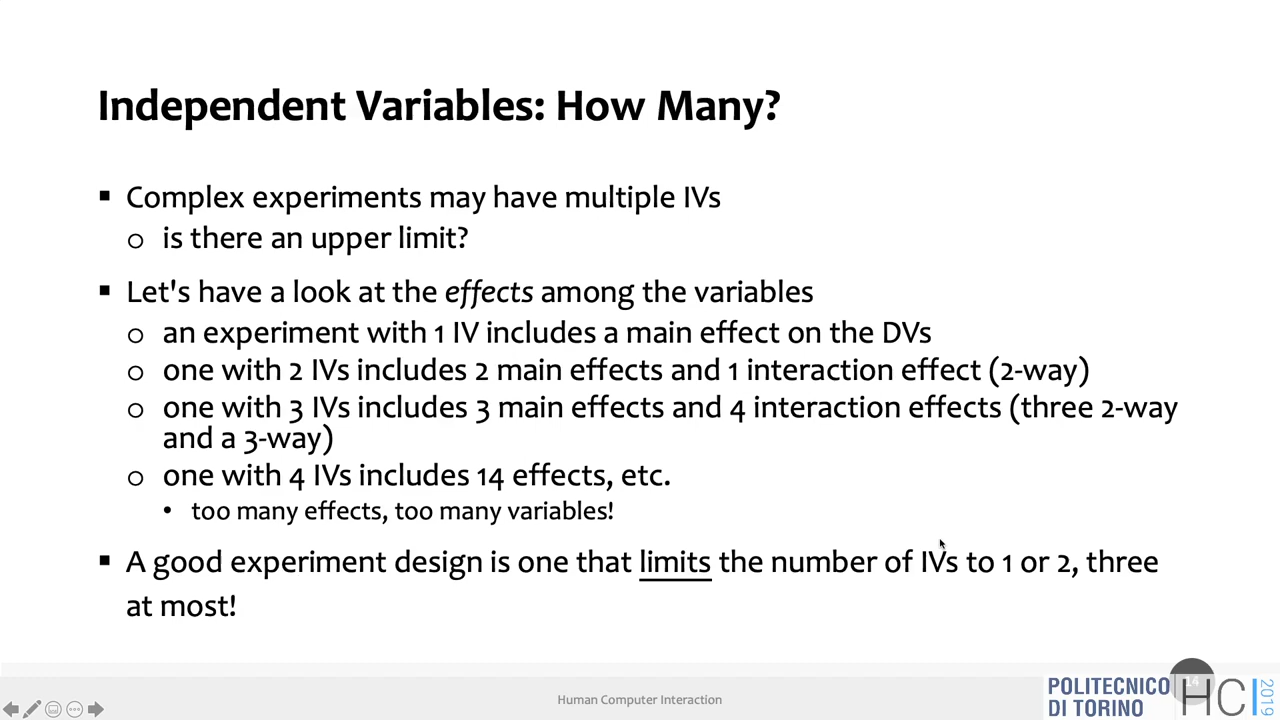 Independent Variables: How Many?
▪ Complex experiments may have multiple IVs
o is there an upper limit?
▪ Let's have a look at the effects among the variables
o an experiment with 1 IV includes a main effect on the DVs
o one with 2 IVs includes 2 main effects and 1 interaction effect (2-way)
o one with 3 IVs includes 3 main effects and 4 interaction effects (three 2-way
and a 3-way)
o one with 4 IVs includes 14 effects, etc.
• too many effects, too many variables!
▪ A good experiment design is one that limits the number of IVs to 1 or 2, three
at most!
Human Computer Interaction
POLITECNICO
DI TORINO
14
HCI
2019